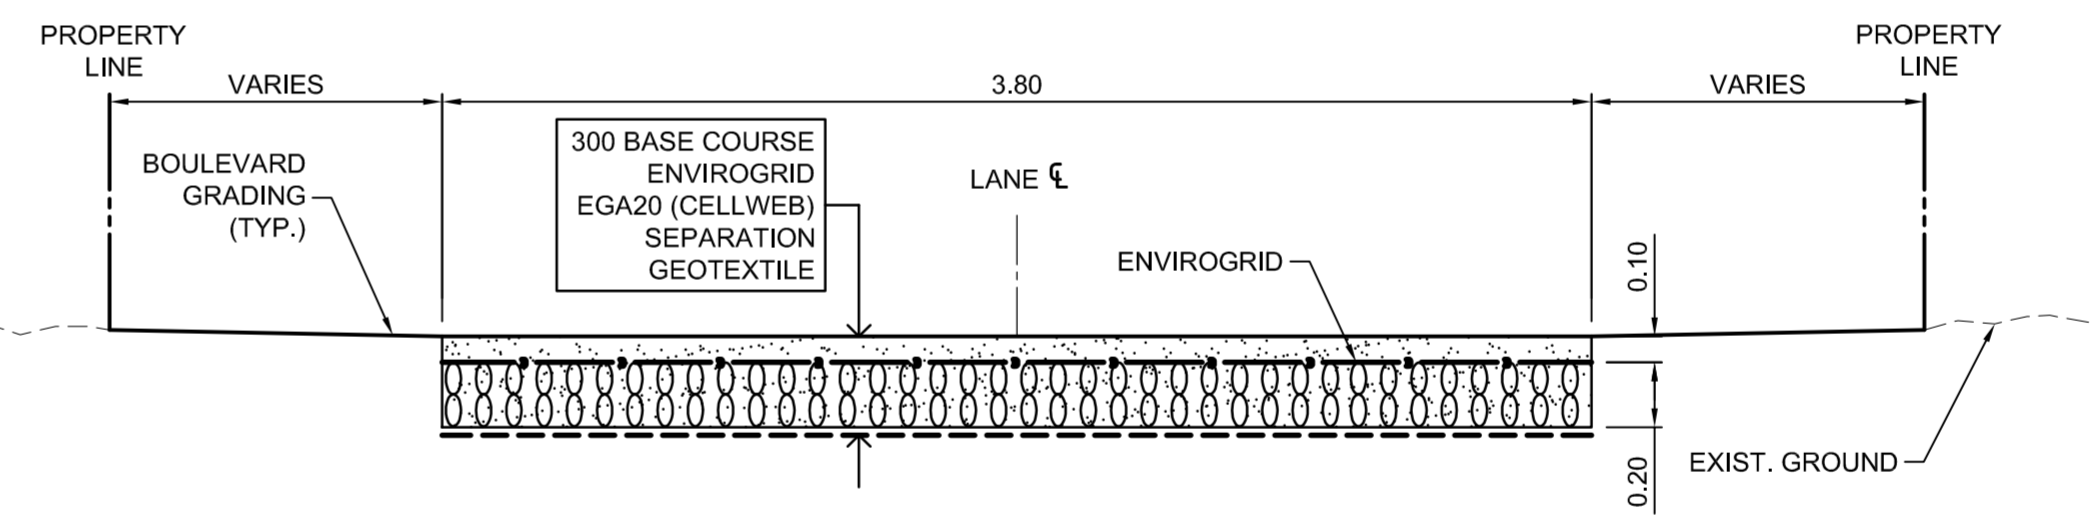 PROPERTY
LINE
PROPERTY
LINE
VARIES
3.80
VARIES
300 BASE COURSE
ENVIROGRID
EGA20 (CELLWEB)
SEPARATION
GEOTEXTILE
BOULEVARD
GRADING
(TYP.)
LANE ℄
ENVIROGRID
0.10
0.20
EXIST. GROUND